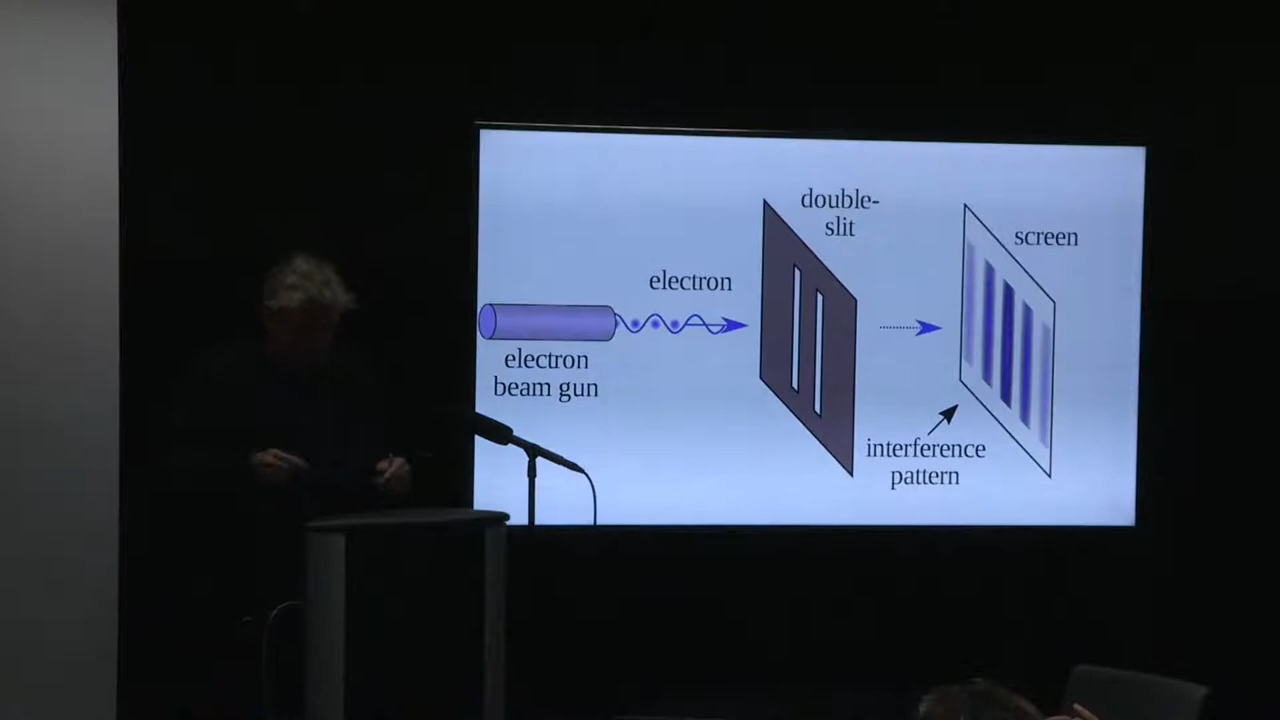 double-
slit
screen
electron
electron
beam gun
interference
pattern